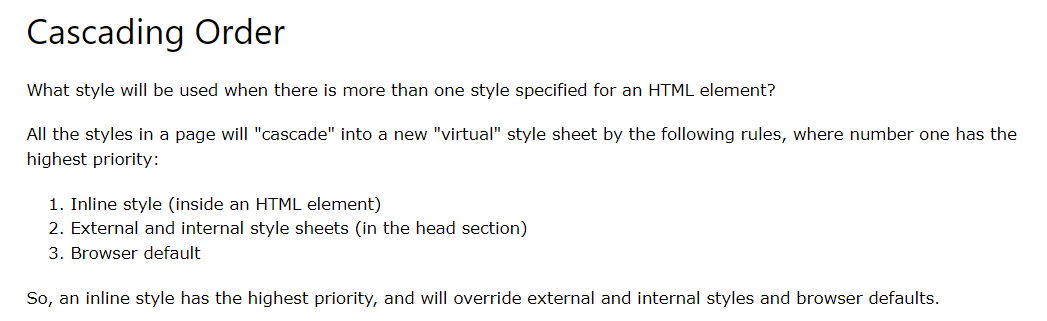 Cascading Order
What style will be used when there is more than one style specified for an HTML element?
All the styles in a page will "cascade" into a new "virtual" style sheet by the following rules, where number one has the
highest priority:
1. Inline style (inside an HTML element)
2. External and internal style sheets (in the head section)
3. Browser default
So, an inline style has the highest priority, and will override external and internal styles and browser defaults.